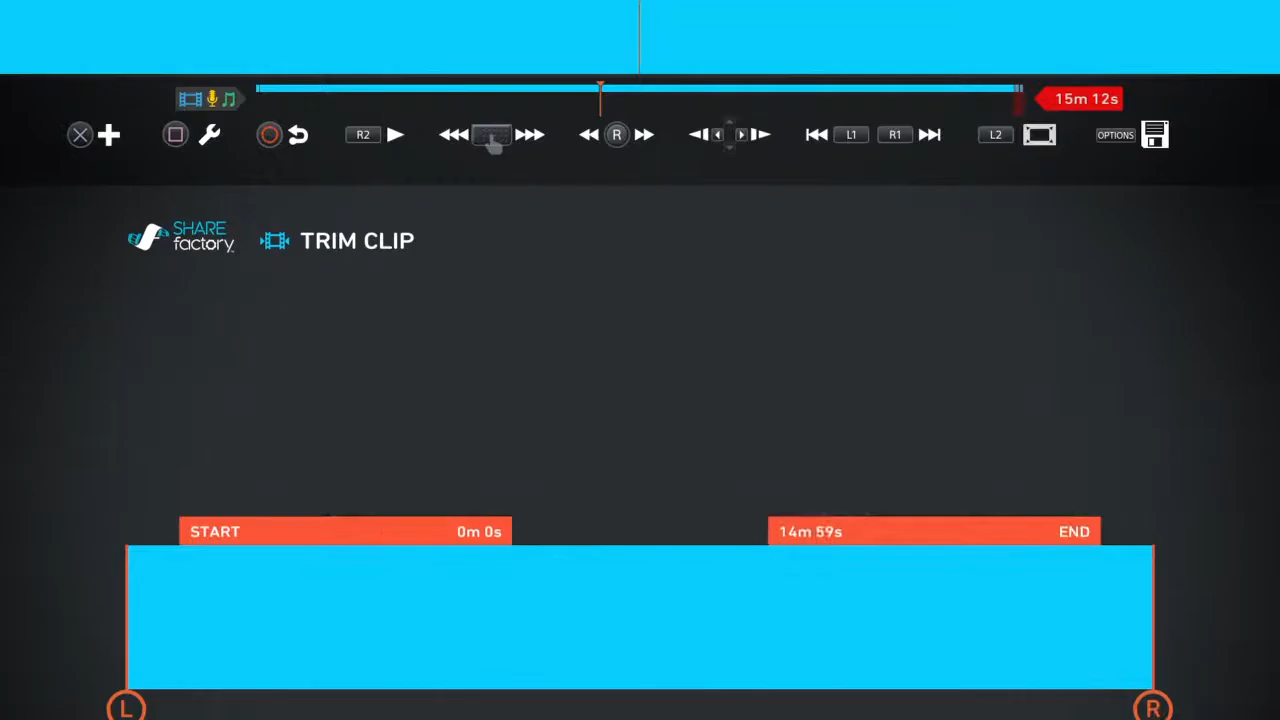 15m 12s
R2
R
L1
R1
L2
OPTIONS
SHARE
factory
TRIM CLIP
START 0m 0s
14m 59s END
L
R